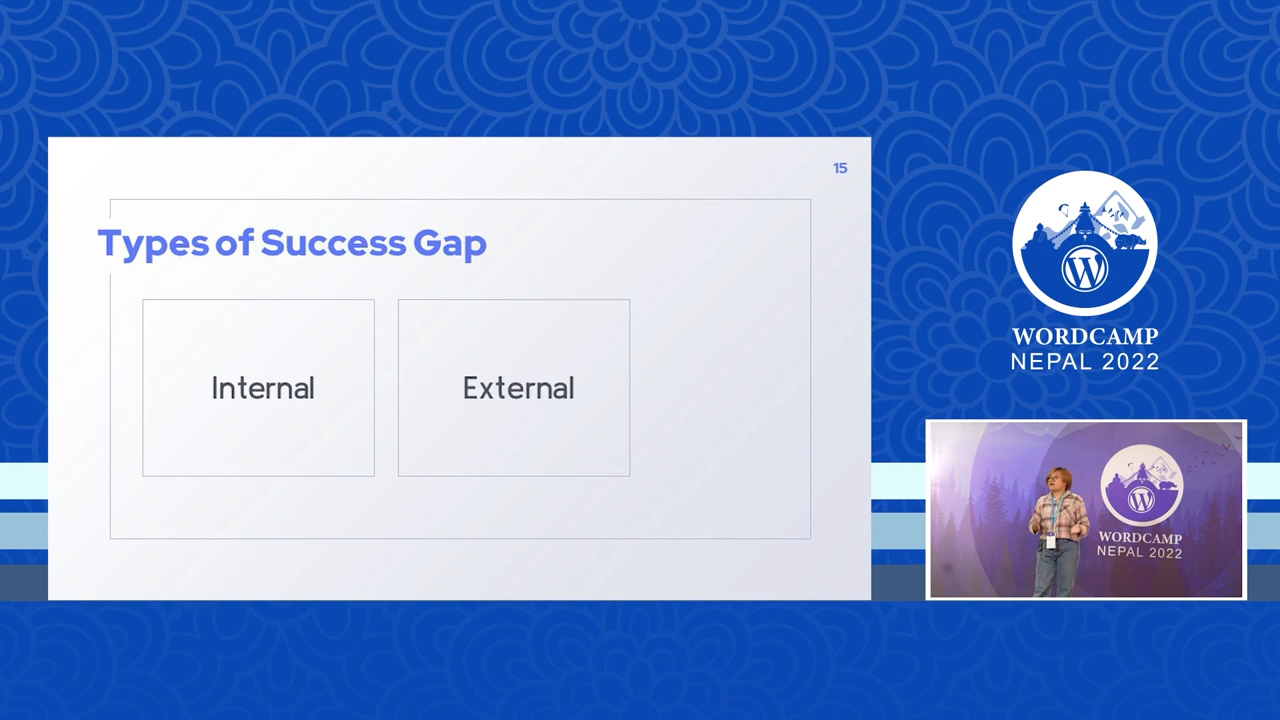 15
Types of Success Gap
Internal
External
WORDCAMP
NEPAL 2022
WORDCAMP
NEPAL 2022